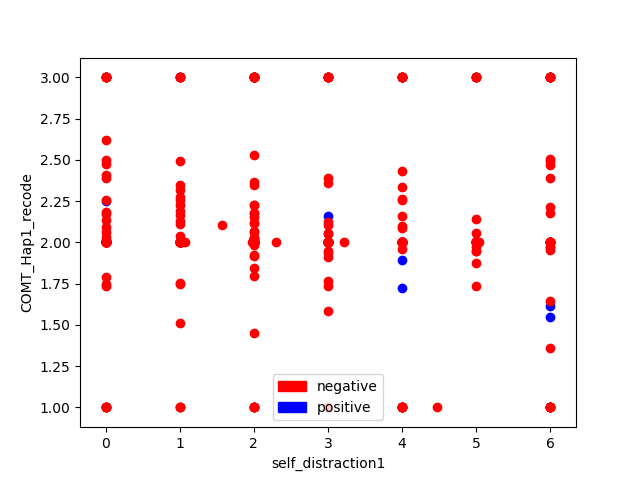 3.00
2.75
2.50
2.25
2.00
1.75
1.50
1.25
1.00
COMT_Hap1_recode
negative
positive
0 1 2 3 4 5 6
self_distraction1